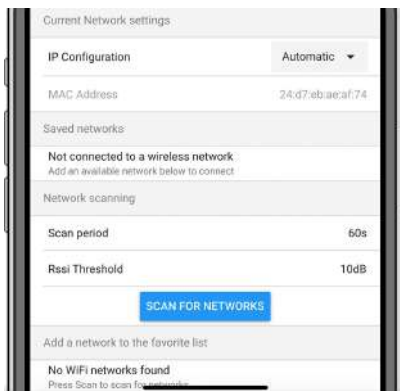 Current Network settings
IP Configuration Automatic
MAC Address 24:d7:eb:ae:af:74
Saved networks
Not connected to a wireless network
Add an available network below to connect
Network scanning
Scan period 60s
Rssi Threshold 10dB
SCAN FOR NETWORKS
Add a network to the favorite list
No WiFi networks found
Press Scan to scan for networks